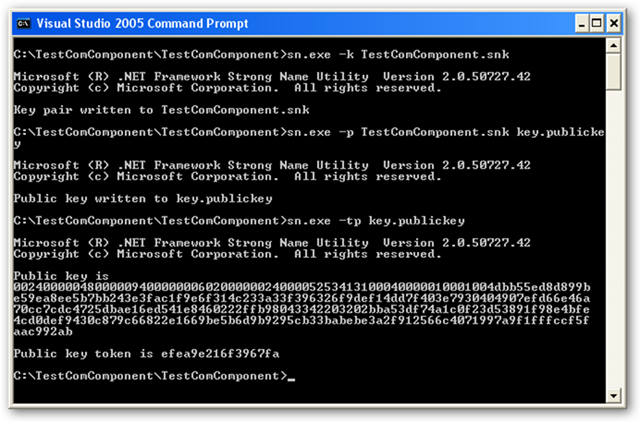 Visual Studio 2005 Command Prompt
C:\TestComComponent\TestComComponent>sn.exe -k TestComComponent.snk
Microsoft (R) .NET Framework Strong Name Utility  Version 2.0.50727.42
Copyright (c) Microsoft Corporation.  All rights reserved.
Key pair written to TestComComponent.snk
C:\TestComComponent\TestComComponent>sn.exe -p TestComComponent.snk key.publicke
y
Microsoft (R) .NET Framework Strong Name Utility  Version 2.0.50727.42
Copyright (c) Microsoft Corporation.  All rights reserved.
Public key written to key.publickey
C:\TestComComponent\TestComComponent>sn.exe -tp key.publickey
Microsoft (R) .NET Framework Strong Name Utility  Version 2.0.50727.42
Copyright (c) Microsoft Corporation.  All rights reserved.
Public key is
00240000048000009400000006020000002400005253413100040000010001004dbb55ed8d899b
e59ea8ee5b7bb243e3fac1f9e6f314c233a33f396326f9def14dd7f403e7930404907efd66e46a
70cc7cdc4725dbae16ed541e8460222ffb98043342203202bba53df74a1c0f23d53891f98e4bfe
4cd0def9430c879c66822e1669be5b6d9b9295cb33babebe3a2f912566c4071997a9f1fffccf5f
aac992ab
Public key token is efea9e216f3967fa
C:\TestComComponent\TestComComponent>_